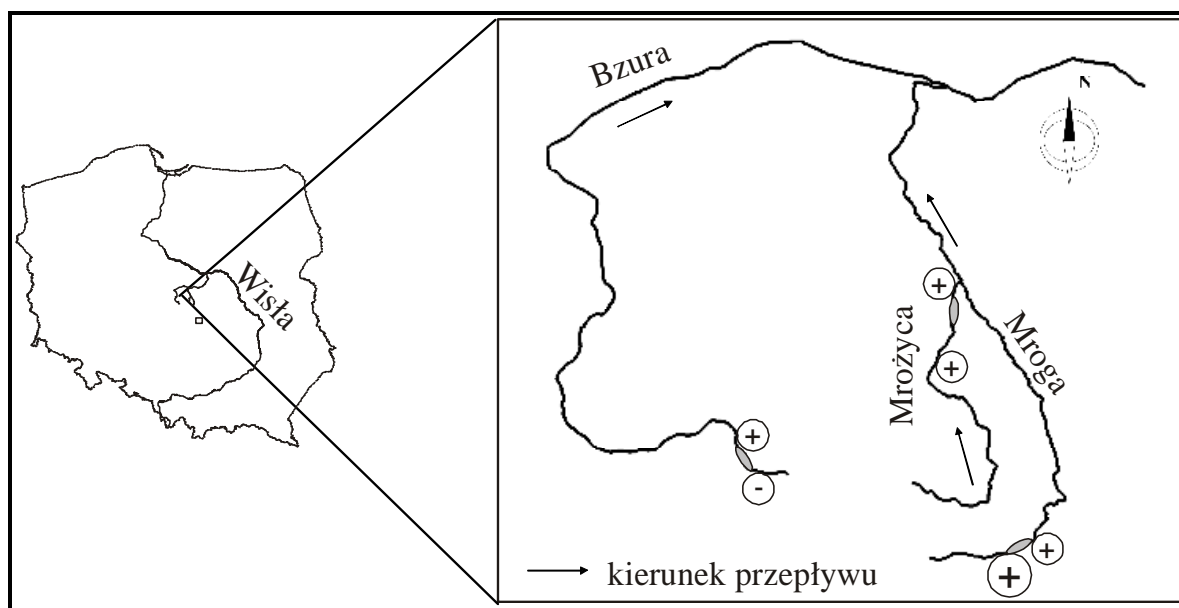 Bzura
N
Wisła
+
Mrożyca
Mroga
+
+
-
+
+
kierunek przepływu